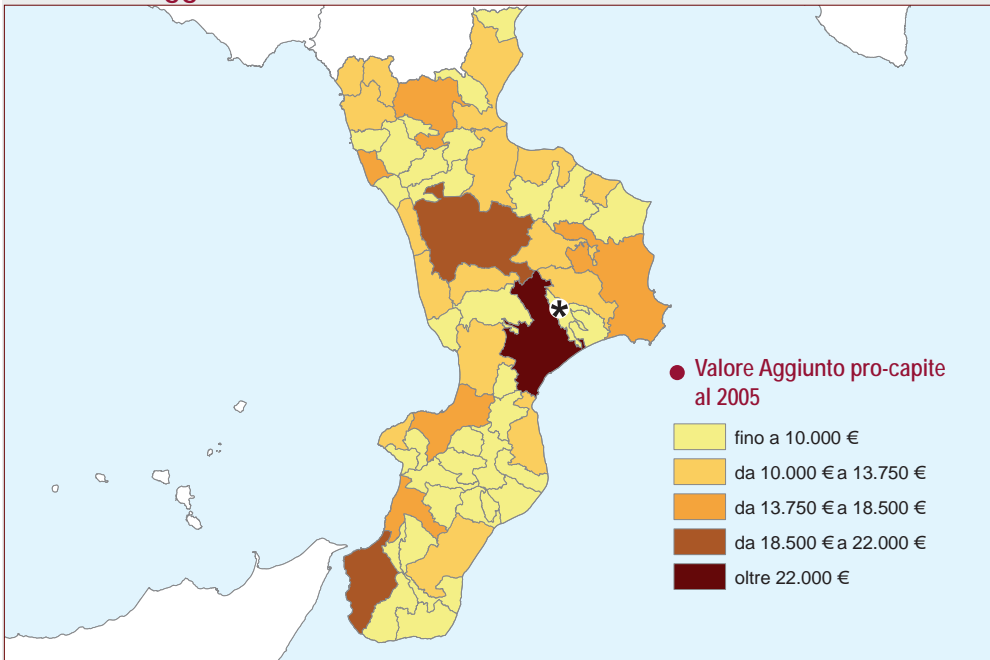 Valore Aggiunto pro-capite
al 2005
fino a 10.000 €
da 10.000 € a 13.750 €
da 13.750 € a 18.500 €
da 18.500 € a 22.000 €
oltre 22.000 €